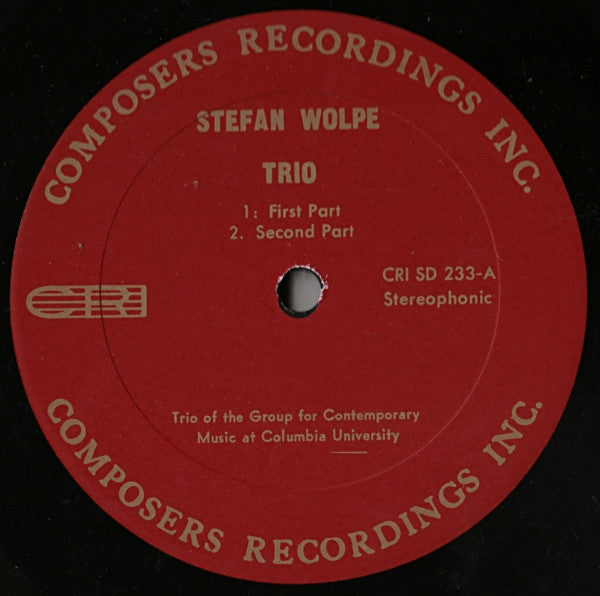 COMPOSERS RECORDINGS INC.
STEFAN WOLPE
TRIO
1: First Part
2. Second Part
CRI
CRI SD 233-A
Stereophonic
Trio of the Group for Contemporary
Music at Columbia University
COMPOSERS RECORDINGS INC.